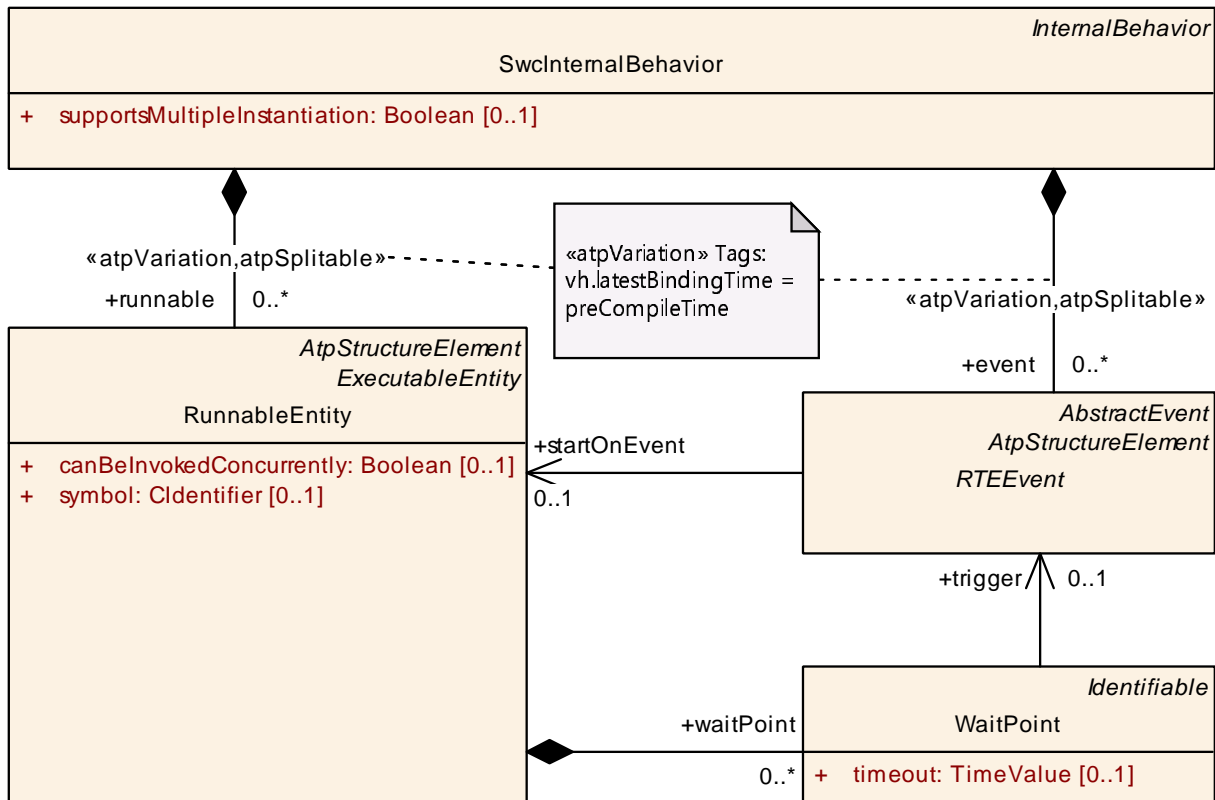 InternalBehavior
SwcInternalBehavior
+ supportsMultipleInstantiation: Boolean [0..1]
«atpVariation,atpSplitable»
+runnable 0..*
«atpVariation» Tags:
vh.latestBindingTime =
preCompileTime
«atpVariation,atpSplitable»
+event 0..*
AtpStructureElement
ExecutableEntity
RunnableEntity
+ canBeInvokedConcurrently: Boolean [0..1]
+ symbol: CIdentifier [0..1]
+startOnEvent
0..1
AbstractEvent
AtpStructureElement
RTEEvent
+trigger 0..1
+waitPoint
0..*
Identifiable
WaitPoint
+ timeout: TimeValue [0..1]